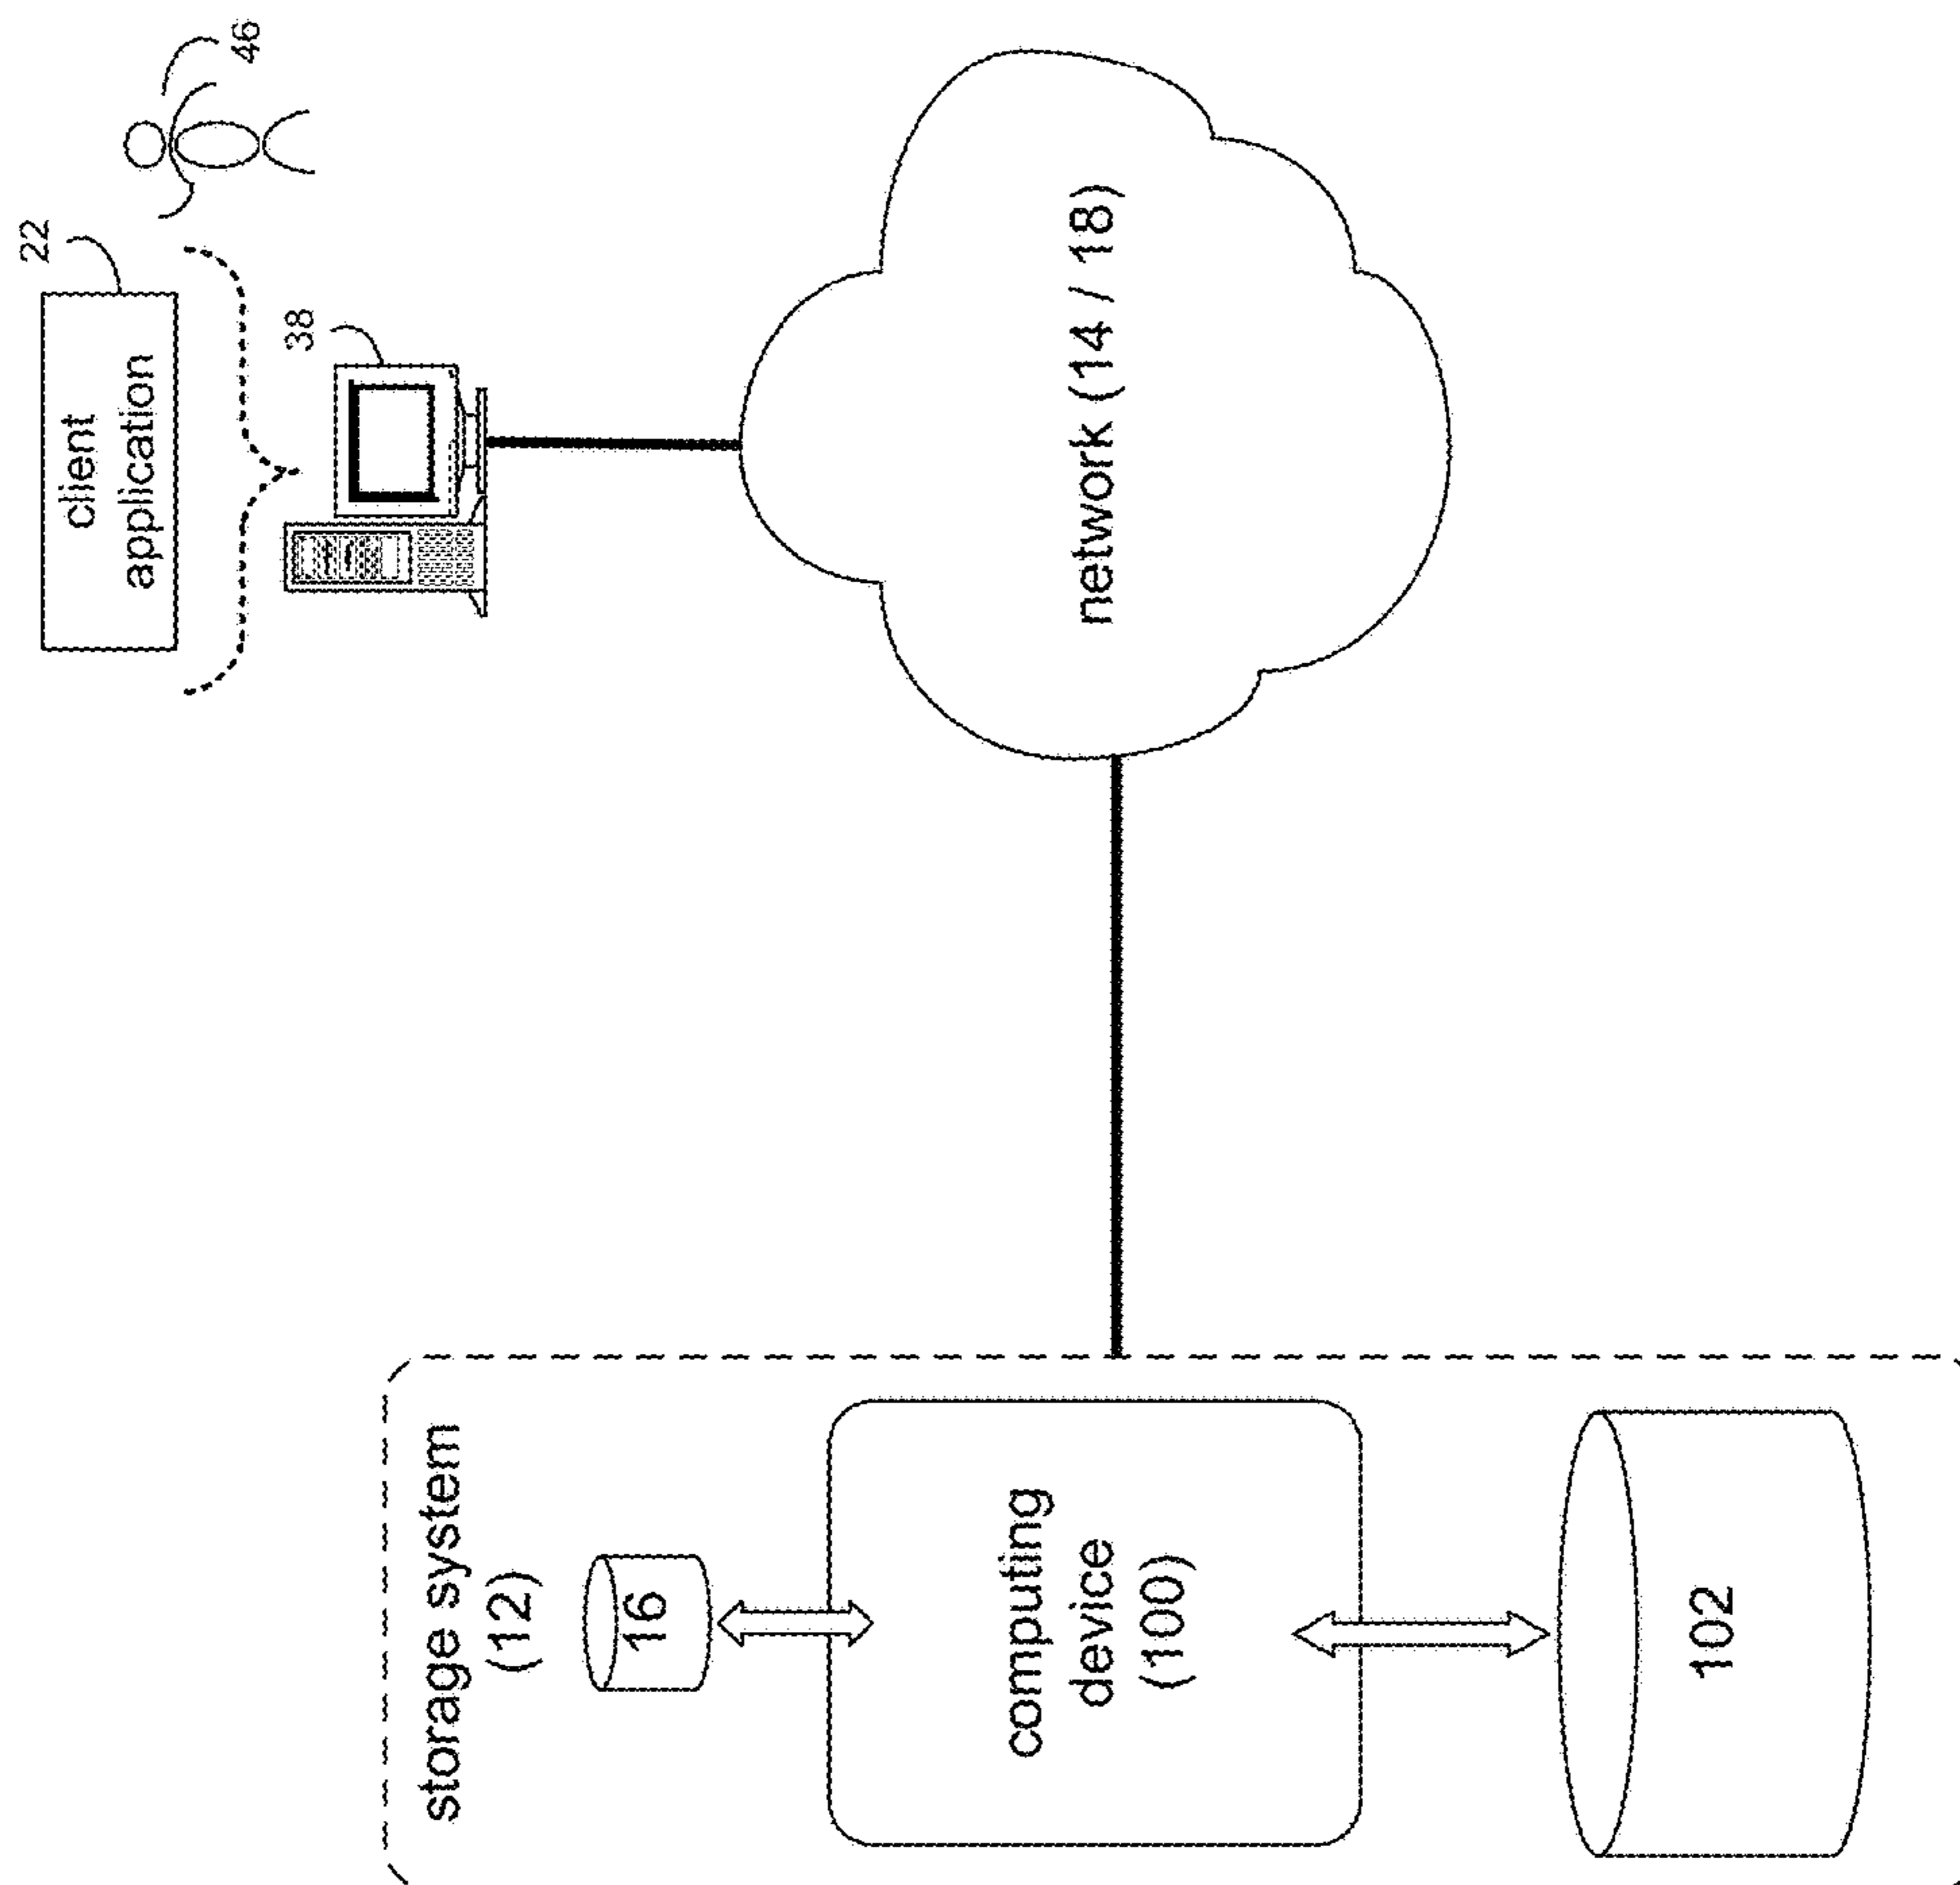 storage system
(12)
16
computing
device
(100)
102
network (14 / 18)
client
application
22
38
46